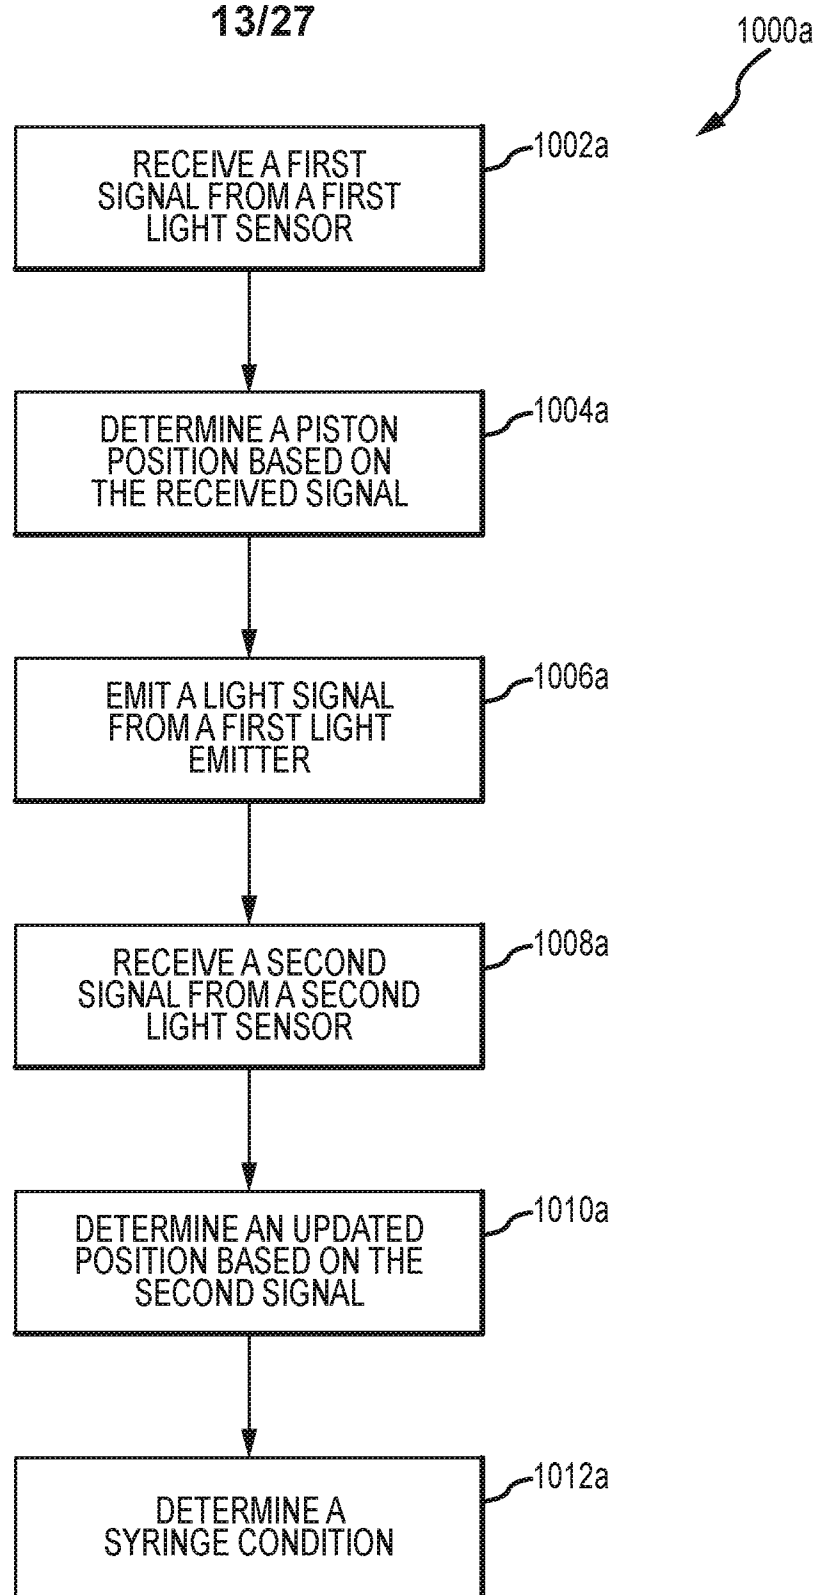 13/27
1000a
RECEIVE A FIRST
SIGNAL FROM A FIRST
LIGHT SENSOR
1002a
DETERMINE A PISTON
POSITION BASED ON
THE RECEIVED SIGNAL
1004a
EMIT A LIGHT SIGNAL
FROM A FIRST LIGHT
EMITTER
1006a
RECEIVE A SECOND
SIGNAL FROM A SECOND
LIGHT SENSOR
1008a
DETERMINE AN UPDATED
POSITION BASED ON THE
SECOND SIGNAL
1010a
DETERMINE A
SYRINGE CONDITION
1012a